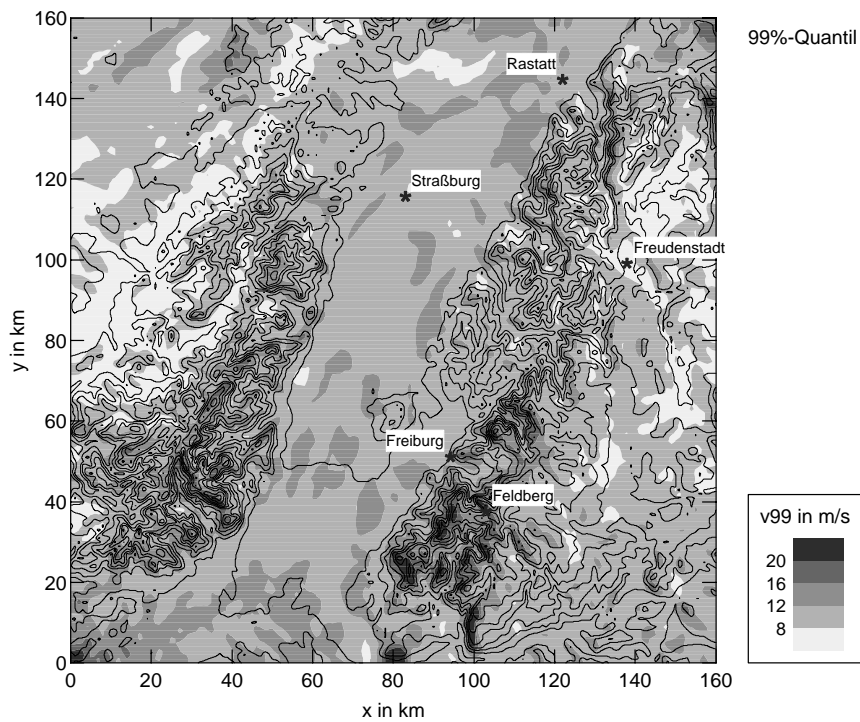 99%-Quantil
160
140
120
100
80
60
40
20
0
y in km
Rastatt
Straßburg
Freudenstadt
Freiburg
Feldberg
v99 in m/s
20
16
12
8
0 20 40 60 80 100 120 140 160
x in km